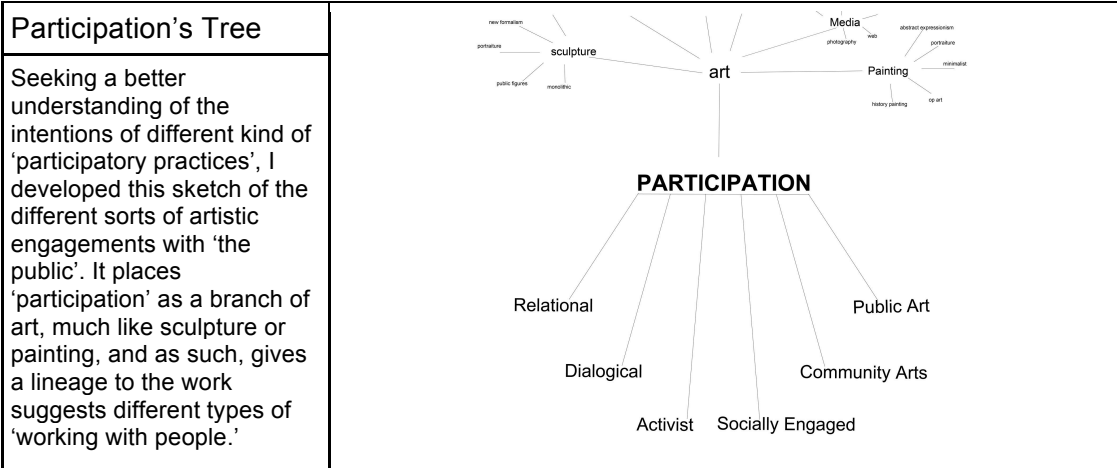 Participation's Tree
Seeking a better
understanding of the
intentions of different kind of
‘participatory practices’, I
developed this sketch of the
different sorts of artistic
engagements with ‘the
public’. It places
‘participation’ as a branch of
art, much like sculpture or
painting, and as such, gives
a lineage to the work
suggests different types of
‘working with people.’
new formalism
portraiture
sculpture
public figures
monolithic
art
Media
photography
web
abstract expressionism
portraiture
Painting
minimalist
history painting
op art
PARTICIPATION
Relational
Public Art
Dialogical
Community Arts
Activist
Socially Engaged